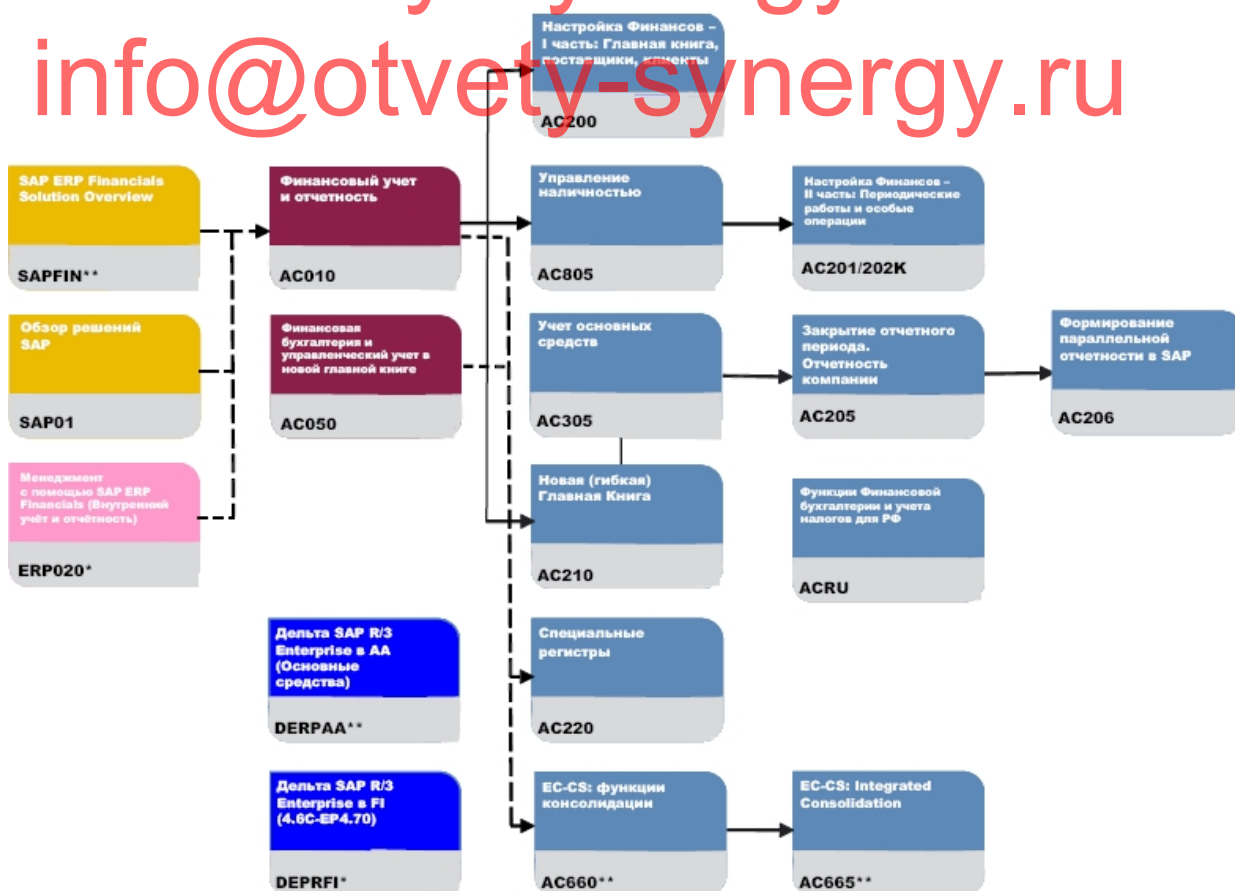 info@otvety-synergy.ru
Настройка Финансов –
I часть: Главная книга,
поставщики, клиенты
AC200
SAP ERP Financials
Solution Overview
SAPFIN**
Финансовый учет
и отчетность
AC010
Управление
наличностью
AC805
Настройка Финансов –
II часть: Периодические
работы и особые
операции
AC201/202K
Обзор решений
SAP
SAP01
Финансовая
бухгалтерия и
управленческий учет в
новой главной книге
AC050
Учет основных
средств
AC305
Закрытие отчетного
периода.
Отчетность
компании
AC205
Формирование
параллельной
отчетности в SAP
AC206
Менеджмент
с помощью SAP ERP
Financials (Внутренний
учёт и отчётность)
ERP020*
Новая (гибкая)
Главная Книга
AC210
Функции Финансовой
бухгалтерии и учета
налогов для РФ
ACRU
Дельта SAP R/3
Enterprise в AA
(Основные
средства)
DERPAA**
Специальные
регистры
AC220
Дельта SAP R/3
Enterprise в FI
(4.6C-EP4.70)
DEPRFI*
EC-CS: функции
консолидации
AC660**
EC-CS: Integrated
Consolidation
AC665**